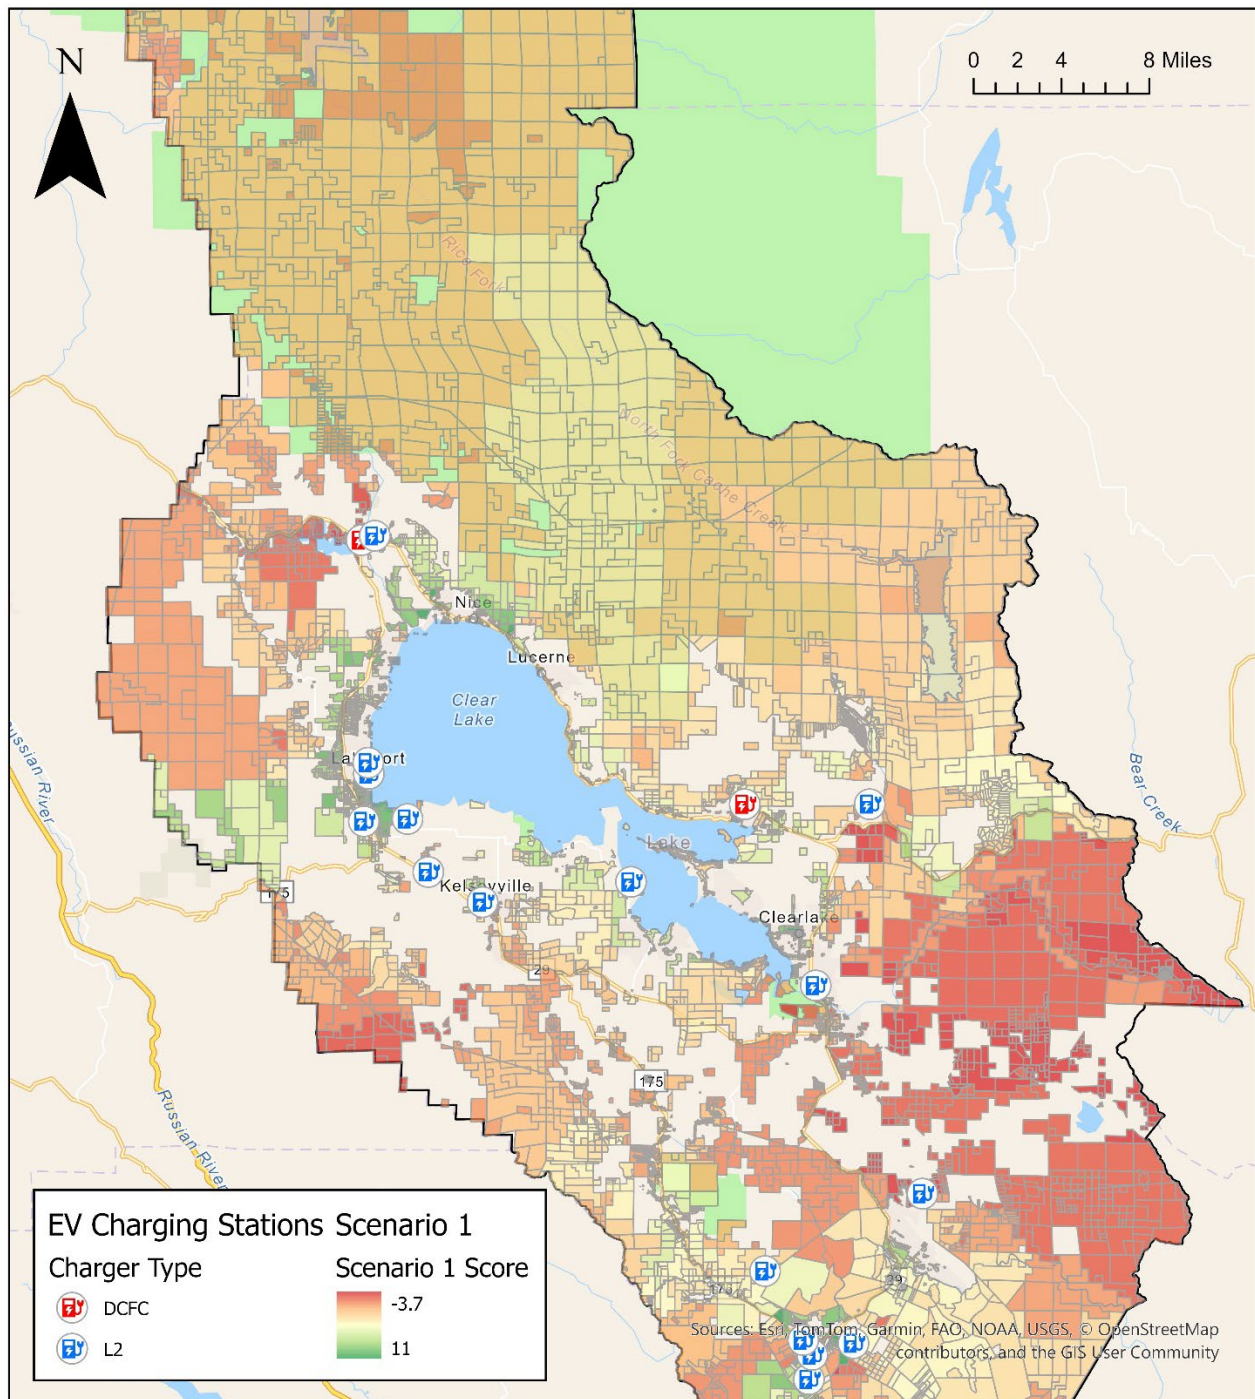 N
0 2 4 8 Miles
Rice Fork
North Fork Cache Creek
Nice
Lucerne
Clear
Lake
Russian River
Bear Creek
Lake
175
Kelseyville
Clearlake
29
175
Russian River
175
29
EV Charging Stations Scenario 1
Charger Type Scenario 1 Score
DCFC -3.7
L2 11
Sources: Esri, TomTom, Garmin, FAO, NOAA, USGS, © OpenStreetMap
contributors, and the GIS User Community